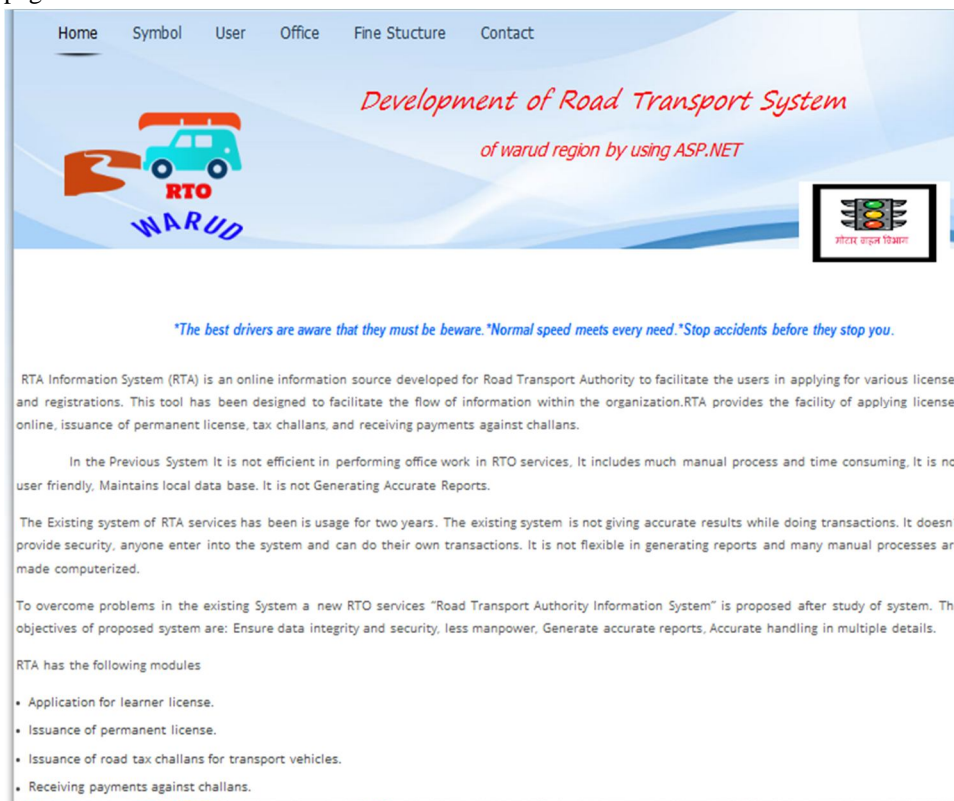 Home Symbol User Office Fine Stucture Contact
Development of Road Transport System
of warud region by using ASP.NET
RTO
WARUD
मोटार वाहन विभाग
*The best drivers are aware that they must be beware.*Normal speed meets every need.*Stop accidents before they stop you.
RTA Information System (RTA) is an online information source developed for Road Transport Authority to facilitate the users in applying for various license
and registrations. This tool has been designed to facilitate the flow of information within the organization.RTA provides the facility of applying license
online, issuance of permanent license, tax challans, and receiving payments against challans.
In the Previous System It is not efficient in performing office work in RTO services, It includes much manual process and time consuming, It is no
user friendly, Maintains local data base. It is not Generating Accurate Reports.
The Existing system of RTA services has been is usage for two years. The existing system is not giving accurate results while doing transactions. It doesn
provide security, anyone enter into the system and can do their own transactions. It is not flexible in generating reports and many manual processes ar
made computerized.
To overcome problems in the existing System a new RTO services “Road Transport Authority Information System” is proposed after study of system. Th
objectives of proposed system are: Ensure data integrity and security, less manpower, Generate accurate reports, Accurate handling in multiple details.
RTA has the following modules
• Application for learner license.
• Issuance of permanent license.
• Issuance of road tax challans for transport vehicles.
• Receiving payments against challans.